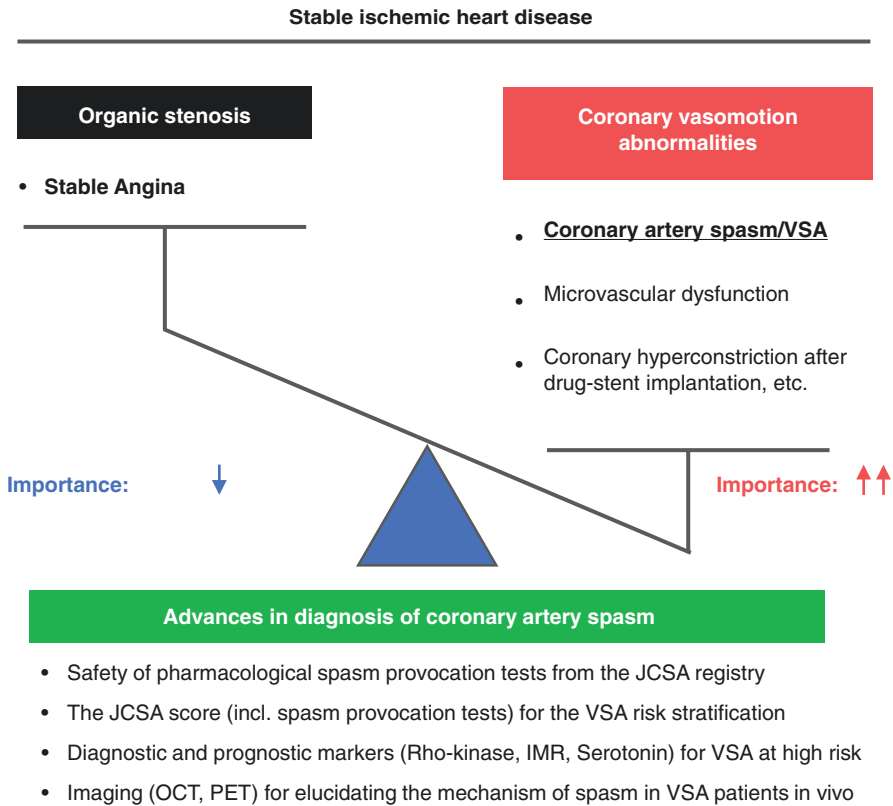 Stable ischemic heart disease
Organic stenosis
• Stable Angina
Coronary vasomotion
abnormalities
• Coronary artery spasm/VSA
• Microvascular dysfunction
• Coronary hyperconstriction after
drug-stent implantation, etc.
Importance: ↓
Importance: ↑↑
Advances in diagnosis of coronary artery spasm
• Safety of pharmacological spasm provocation tests from the JCSA registry
• The JCSA score (incl. spasm provocation tests) for the VSA risk stratification
• Diagnostic and prognostic markers (Rho-kinase, IMR, Serotonin) for VSA at high risk
• Imaging (OCT, PET) for elucidating the mechanism of spasm in VSA patients in vivo